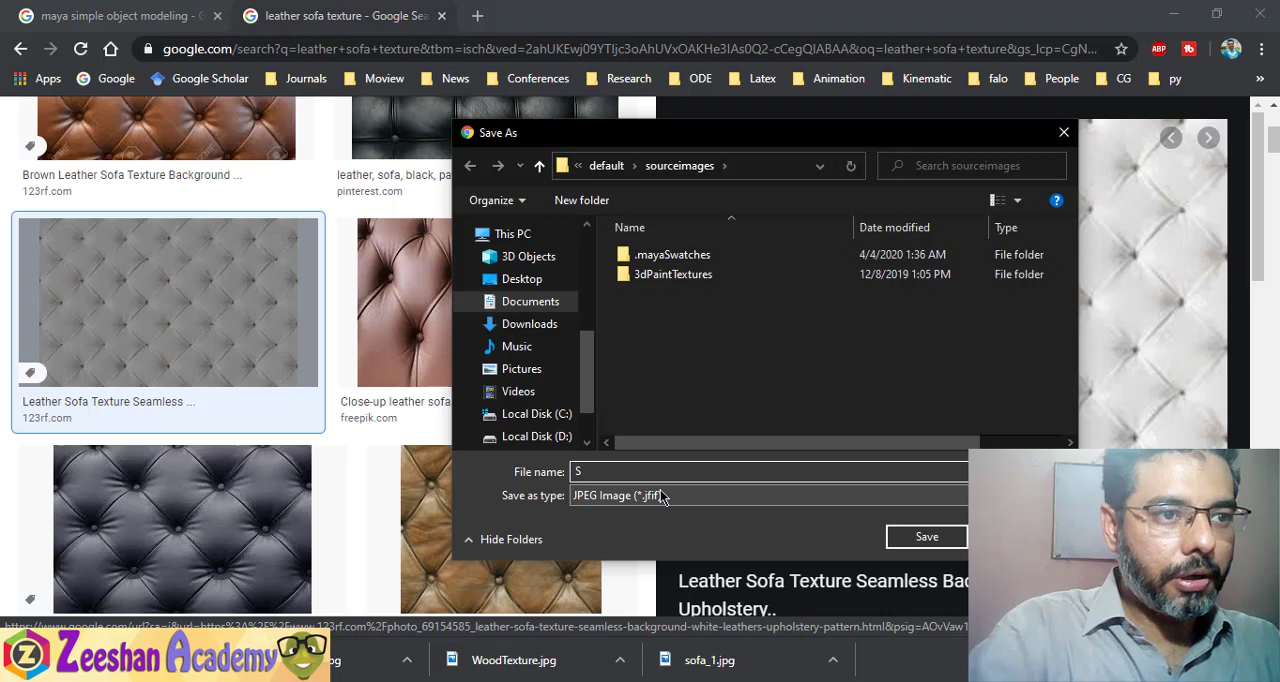 maya simple object modeling - G
leather sofa texture - Google Sea
google.com/search?q=leather+sofa+texture&tbm=isch&ved=2ahUKEwj09YTIjc3oAhUVxOAKHe3IAs0Q2-cCegQIABAA&oq=leather+sofa+texture&gs_lcp=CgN...
ABP
tb
Apps
Google
Google Scholar
Journals
Moview
News
Conferences
Research
ODE
Latex
Animation
Kinematic
falo
People
CG
py
»
Brown Leather Sofa Texture Background ...
123rf.com
leather, sofa, black, pa
pinterest.com
Leather Sofa Texture Seamless ...
123rf.com
Close-up leather sofa
freepik.com
Save As
« default › sourceimages ›
Search sourceimages
Organize
New folder
?
This PC
3D Objects
Desktop
Documents
Downloads
Music
Pictures
Videos
Local Disk (C:)
Local Disk (D:)
Name
Date modified
Type
.mayaSwatches
4/4/2020 1:36 AM
File folder
3dPaintTextures
12/8/2019 1:05 PM
File folder
File name: S
Save as type: JPEG Image (*.jfif)
Hide Folders
Save
Leather Sofa Texture Seamless Bac
Upholstery..
Zeeshan Academy
pg
WoodTexture.jpg
sofa_1.jpg